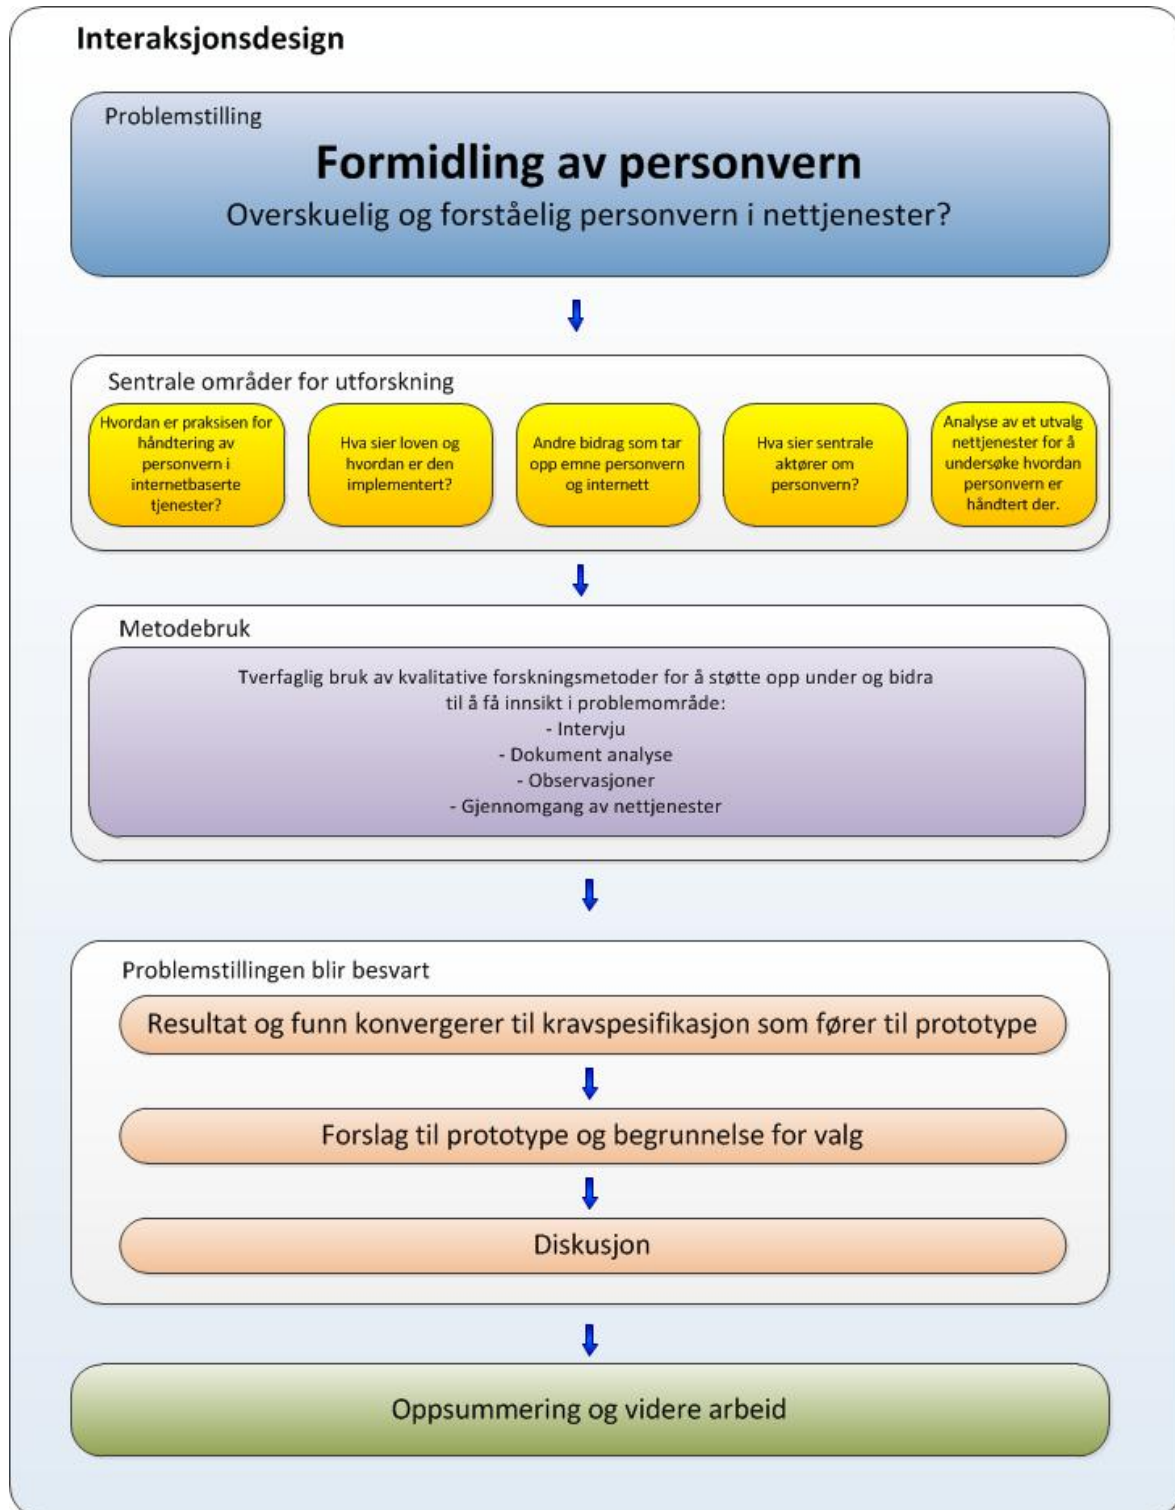 Interaksjonsdesign
Problemstilling
Formidling av personvern
Overskuelig og forståelig personvern i nettjenester?
Sentrale områder for utforskning
Hvordan er praksisen for
håndtering av
personvern i
internetbaserte
tjenester?
Hva sier loven og
hvordan er den
implementert?
Andre bidrag som tar
opp emne personvern
og internett
Hva sier sentrale
aktører om
personvern?
Analyse av et utvalg
nettjenester for å
undersøke hvordan
personvern er
håndtert der.
Metodebruk
Tverfaglig bruk av kvalitative forskningsmetoder for å støtte opp under og bidra
til å få innsikt i problemområde:
- Intervju
- Dokument analyse
- Observasjoner
- Gjennomgang av nettjenester
Problemstillingen blir besvart
Resultat og funn konvergerer til kravspesifikasjon som fører til prototype
Forslag til prototype og begrunnelse for valg
Diskusjon
Oppsummering og videre arbeid